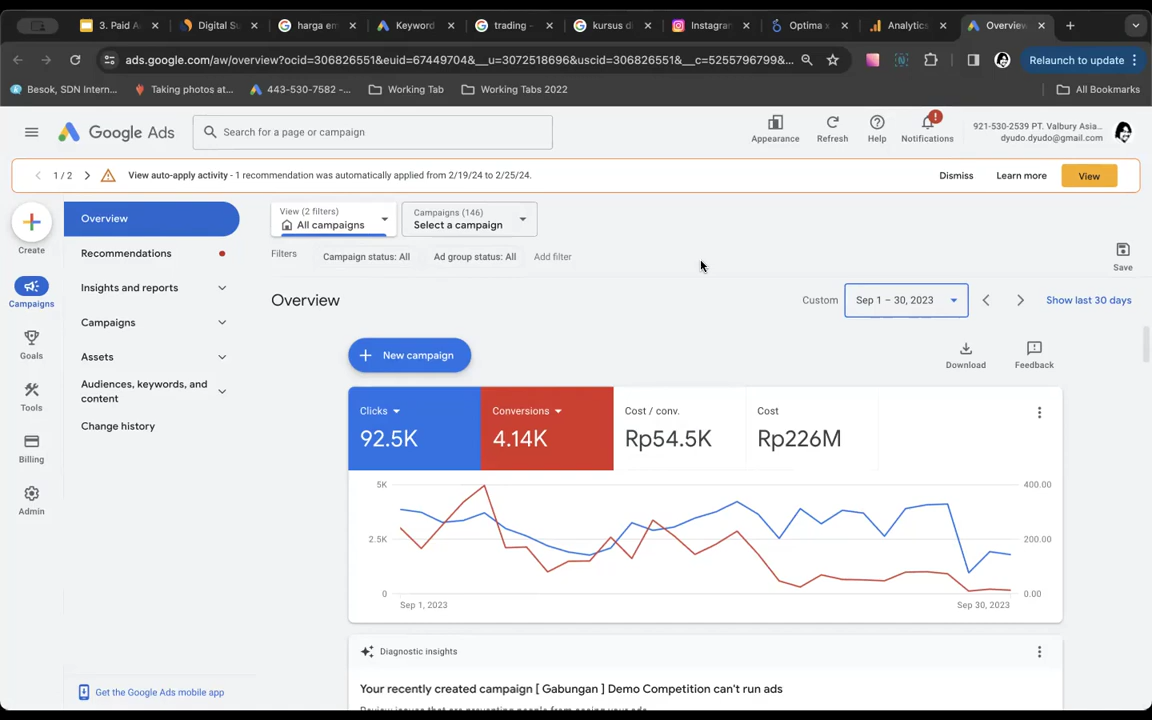 3. Paid A
Digital Su
harga em
Keyword
trading -
kursus di
Instagram
Optima x
Analytics
Overview
ads.google.com/aw/overview?ocid=306826551&euid=67449704&__u=3072518696&uscid=306826551&__c=5255796799&...
Relaunch to update
Besok, SDN Intern...
Taking photos at...
443-530-7582 -...
Working Tab
Working Tabs 2022
All Bookmarks
Google Ads
Search for a page or campaign
Appearance
Refresh
Help
Notifications
921-530-2539 PT. Valbury Asia...
dyudo.dyudo@gmail.com
1 / 2
View auto-apply activity - 1 recommendation was automatically applied from 2/19/24 to 2/25/24.
Dismiss
Learn more
View
Create
Campaigns
Goals
Tools
Billing
Admin
Overview
Recommendations
Insights and reports
Campaigns
Assets
Audiences, keywords, and
content
Change history
Get the Google Ads mobile app
View (2 filters)
All campaigns
Campaigns (146)
Select a campaign
Filters
Campaign status: All
Ad group status: All
Add filter
Save
Overview
Custom
Sep 1 – 30, 2023
Show last 30 days
New campaign
Download
Feedback
Clicks
92.5K
Conversions
4.14K
Cost / conv.
Rp54.5K
Cost
Rp226M
5K
2.5K
0
400.00
200.00
0.00
Sep 1, 2023
Sep 30, 2023
Diagnostic insights
Your recently created campaign [ Gabungan ] Demo Competition can't run ads